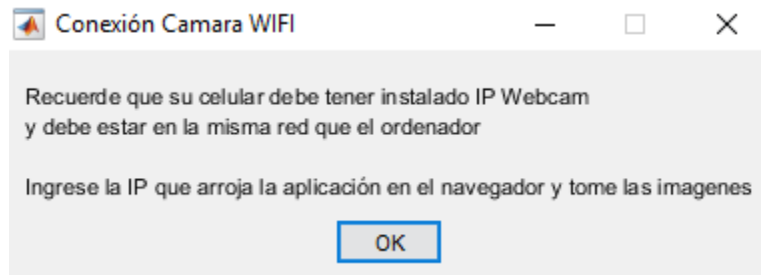 Conexión Camara WIFI
Recuerde que su celular debe tener instalado IP Webcam
y debe estar en la misma red que el ordenador
Ingrese la IP que arroja la aplicación en el navegador y tome las imagenes
OK